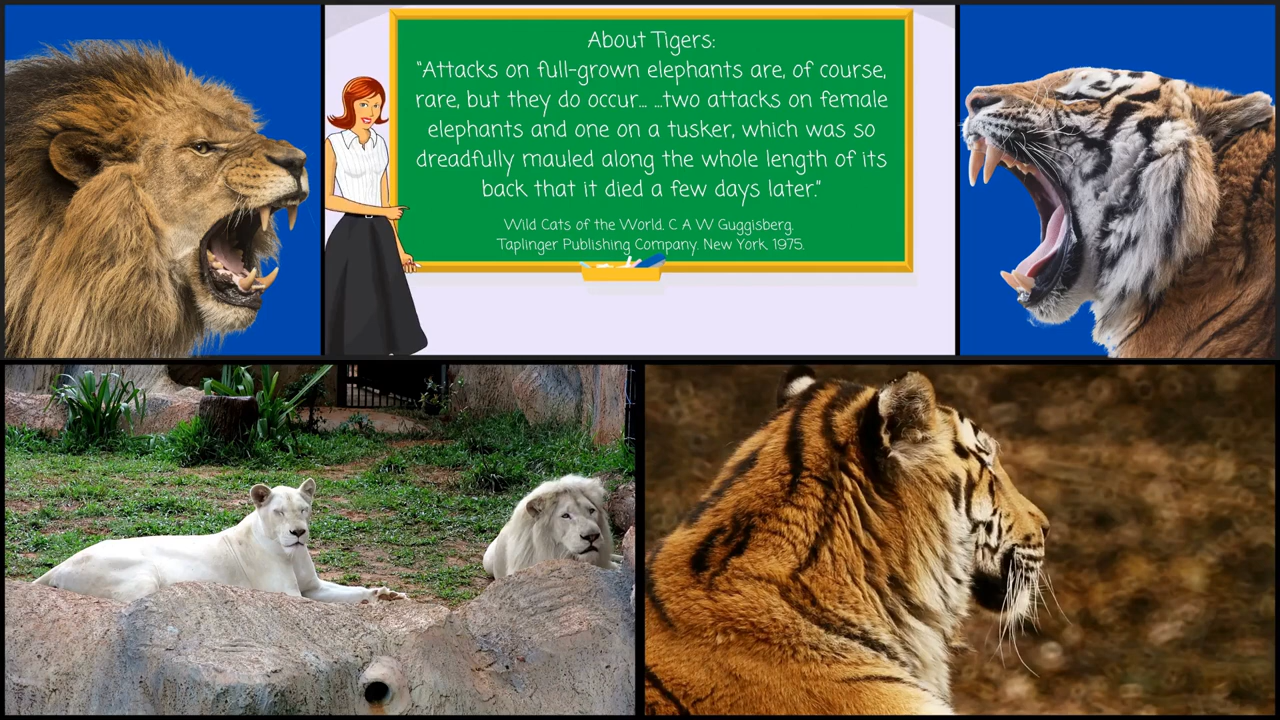 About Tigers:
“Attacks on full-grown elephants are, of course,
rare, but they do occur... ...two attacks on female
elephants and one on a tusker, which was so
dreadfully mauled along the whole length of its
back that it died a few days later.”
Wild Cats of the World. C A W Guggisberg.
Taplinger Publishing Company. New York. 1975.